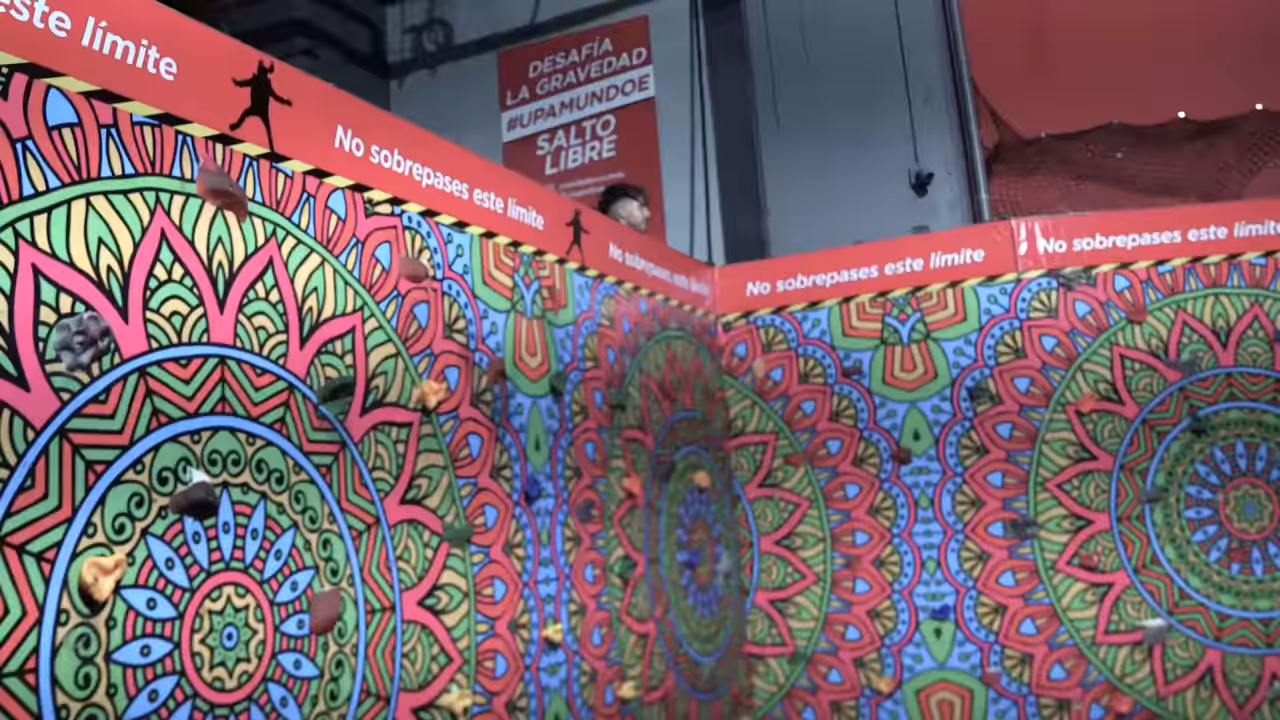 este límite
No sobrepases este límite
DESAFÍA
LA GRAVEDAD
#UPAMUNDOE
SALTO
LIBRE
No sobrepases este
No sobrepases este límite
No sobrepases este límite